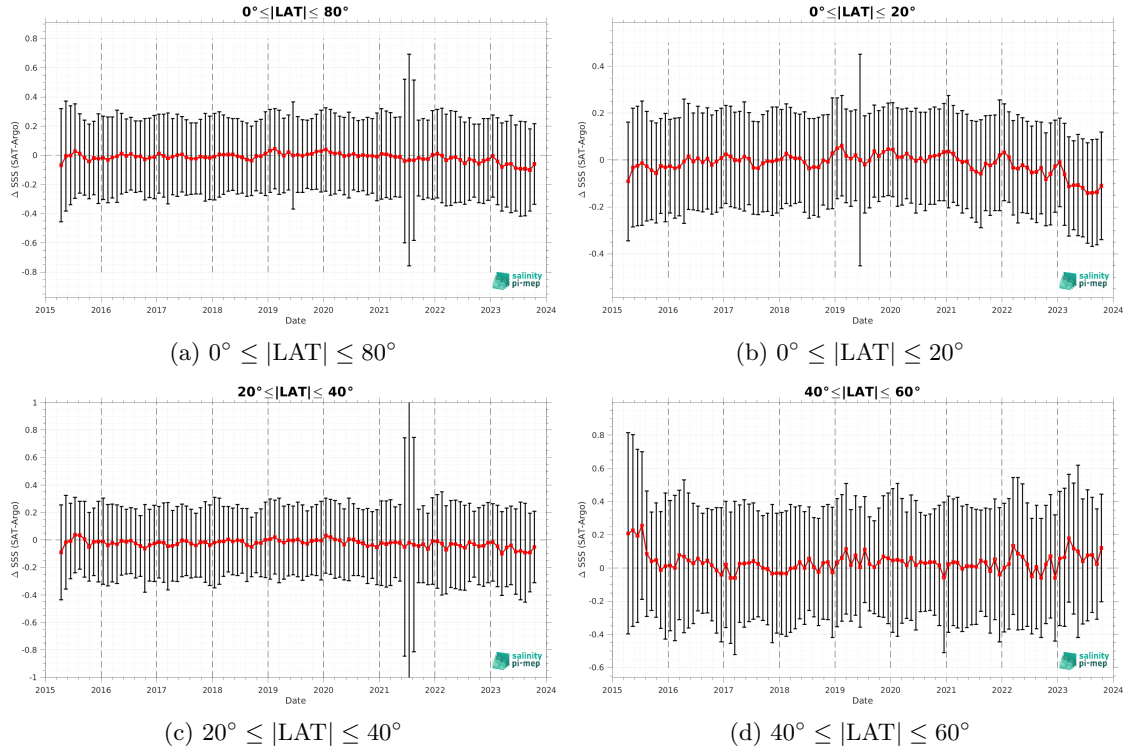 0°≤|LAT|≤ 80°
Δ SSS (SAT-Argo)
0.8
0.6
0.4
0.2
0
-0.2
-0.4
-0.6
-0.8
salinity
pi-mep
2015 2016 2017 2018 2019 2020 2021 2022 2023 2024
Date
(a) 0° ≤ |LAT| ≤ 80°
0°≤|LAT|≤ 20°
Δ SSS (SAT-Argo)
0.4
0.2
0
-0.2
-0.4
salinity
pi-mep
2015 2016 2017 2018 2019 2020 2021 2022 2023 2024
Date
(b) 0° ≤ |LAT| ≤ 20°
20°≤|LAT|≤ 40°
Δ SSS (SAT-Argo)
1
0.8
0.6
0.4
0.2
0
-0.2
-0.4
-0.6
-0.8
-1
salinity
pi-mep
2015 2016 2017 2018 2019 2020 2021 2022 2023 2024
Date
(c) 20° ≤ |LAT| ≤ 40°
40°≤|LAT|≤ 60°
Δ SSS (SAT-Argo)
0.8
0.6
0.4
0.2
0
-0.2
-0.4
-0.6
salinity
pi-mep
2015 2016 2017 2018 2019 2020 2021 2022 2023 2024
Date
(d) 40° ≤ |LAT| ≤ 60°